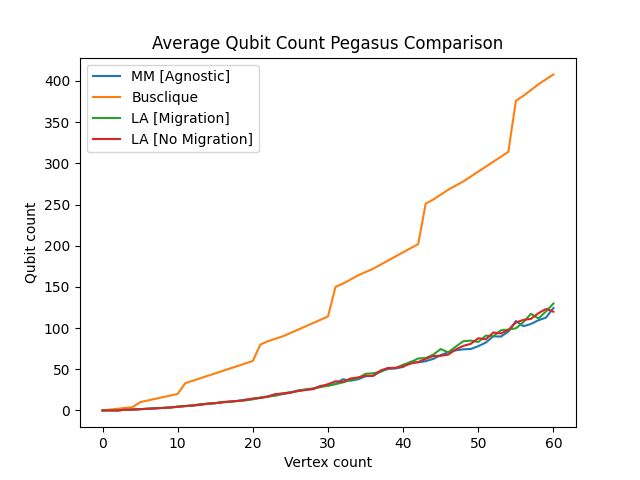 Average Qubit Count Pegasus Comparison
MM [Agnostic]
Busclique
LA [Migration]
LA [No Migration]
Qubit count
400
350
300
250
200
150
100
50
0
0 10 20 30 40 50 60
Vertex count